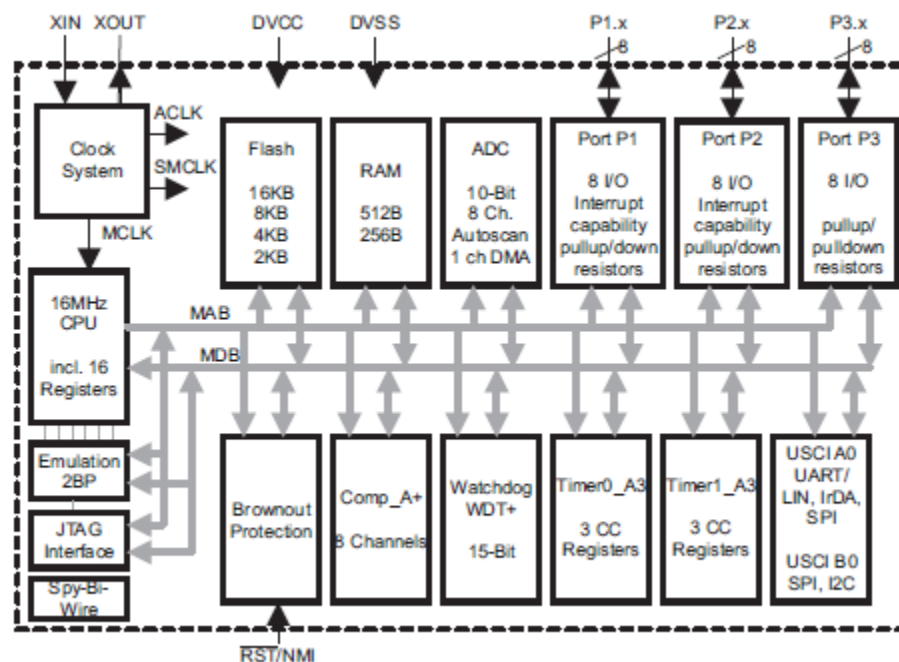 XIN XOUT DVCC DVSS P1.x P2.x P3.x
8 8 8
ACLK
SMCLK
MCLK
Clock
System
Flash
16KB
8KB
4KB
2KB
RAM
512B
256B
ADC
10-Bit
8 Ch.
Autoscan
1 ch DMA
Port P1
8 I/O
Interrupt
capability
pullup/down
resistors
Port P2
8 I/O
Interrupt
capability
pullup/down
resistors
Port P3
8 I/O
pullup/
pulldown
resistors
16MHz
CPU
incl. 16
Registers
MAB
MDB
Emulation
2BP
JTAG
Interface
Spy-Bi-
Wire
Brownout
Protection
Comp_A+
8 Channels
Watchdog
WDT+
15-Bit
Timer0_A3
3 CC
Registers
Timer1_A3
3 CC
Registers
USCI A0
UART/
LIN, IrDA,
SPI
USCI B0
SPI, I2C
RST/NMI